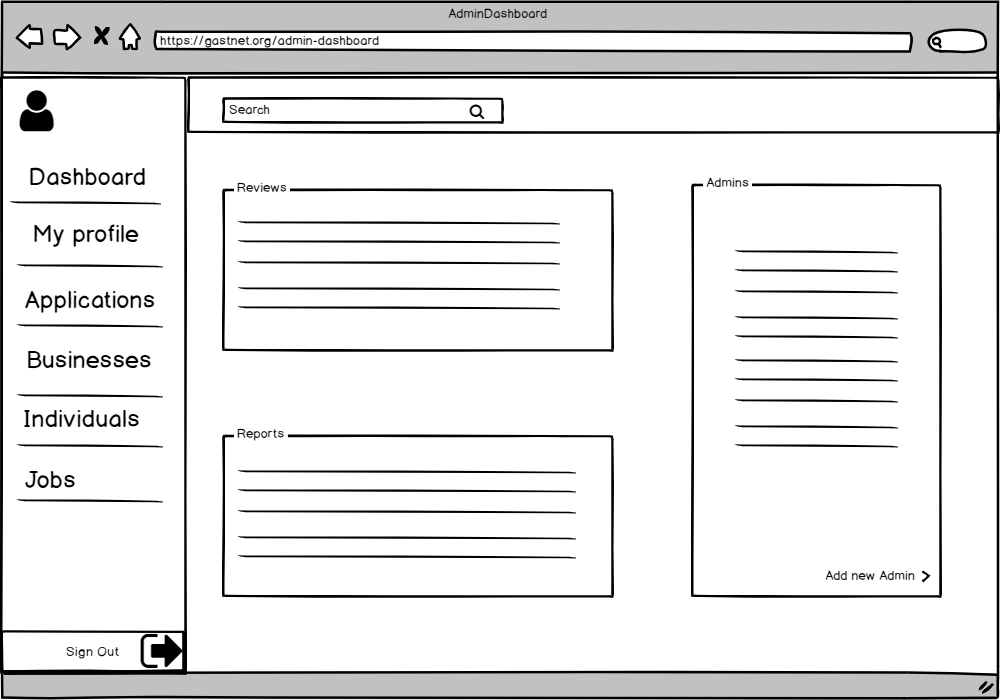 AdminDashboard
https://gastnet.org/admin-dashboard
Search
Dashboard
My profile
Applications
Businesses
Individuals
Jobs
Sign Out
Reviews
Reports
Admins
Add new Admin